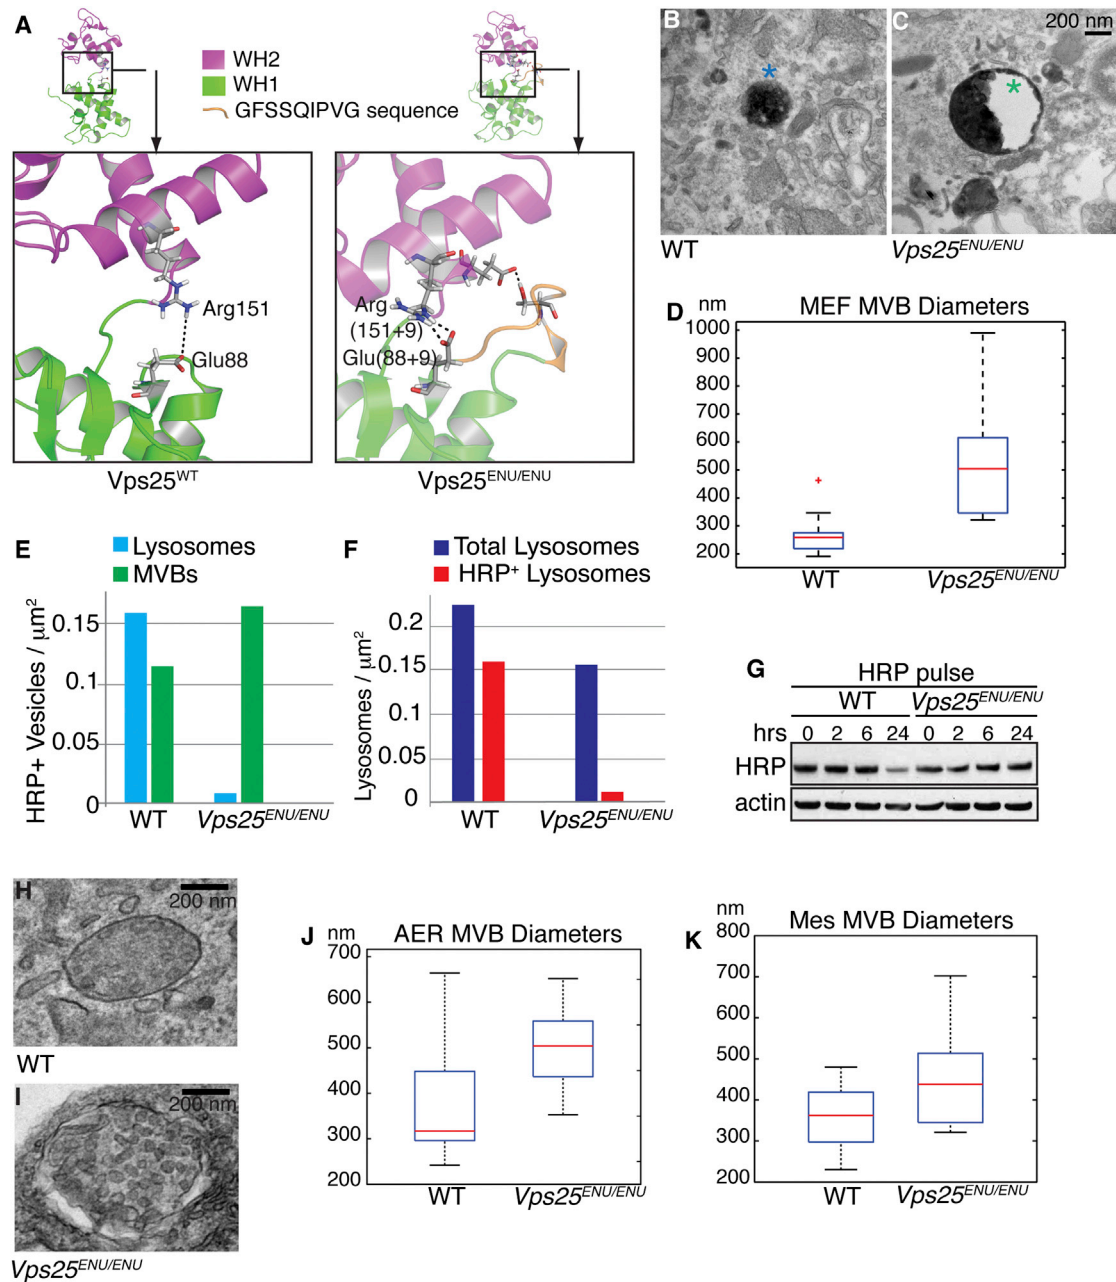 A
WH2
WH1
GFSSQIPVG sequence
Arg151
Glu88
Vps25WT
Arg
(151+9)
Glu(88+9)
Vps25ENU/ENU
B
*
WT
C
200 nm
*
Vps25ENU/ENU
D
nm
MEF MVB Diameters
1000
900
800
700
600
500
400
300
200
WT
Vps25ENU/ENU
E
Lysosomes
MVBs
HRP+ Vesicles / μm²
0.15
0.1
0.05
0
WT
Vps25ENU/ENU
F
Total Lysosomes
HRP+ Lysosomes
Lysosomes / μm²
0.2
0.15
0.1
0.05
0
WT
Vps25ENU/ENU
G
HRP pulse
WT Vps25ENU/ENU
hrs 0 2 6 24 0 2 6 24
HRP
actin
H
200 nm
WT
I
200 nm
Vps25ENU/ENU
J
nm
AER MVB Diameters
700
600
500
400
300
200
WT
Vps25ENU/ENU
K
nm
Mes MVB Diameters
800
700
600
500
400
300
200
WT
Vps25ENU/ENU